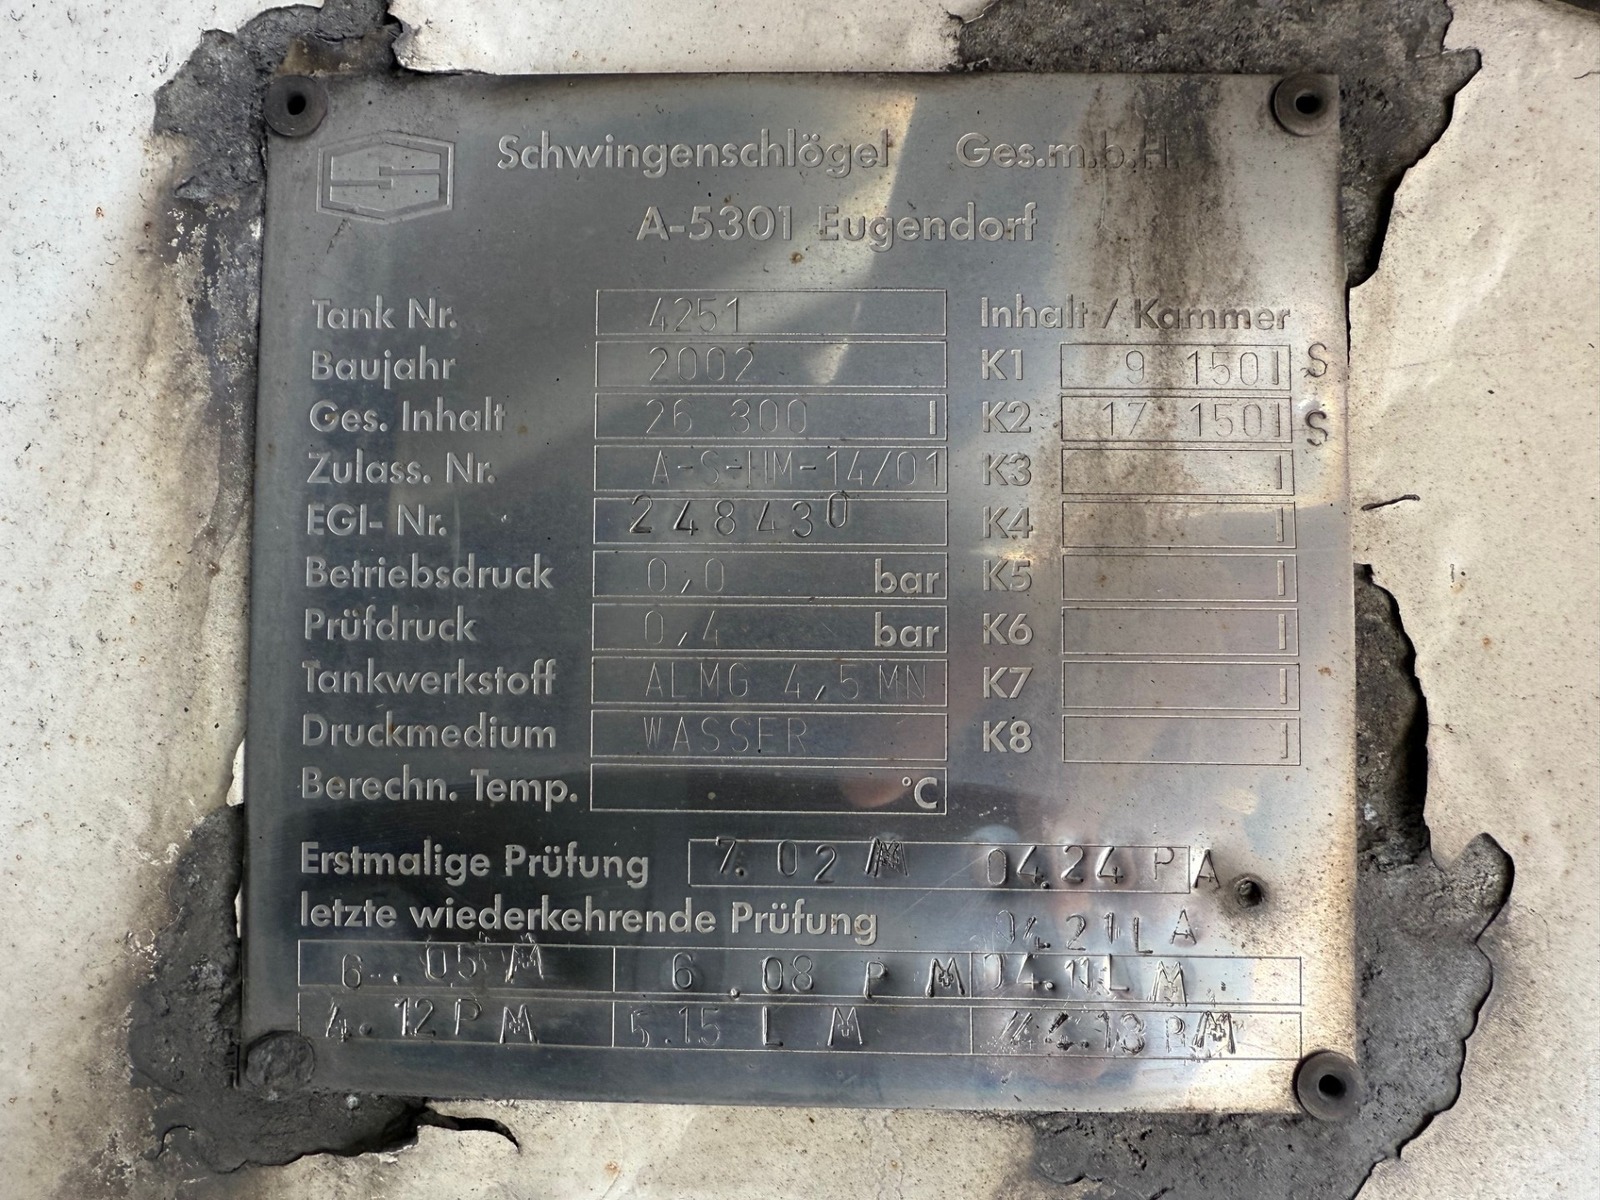 Schwingenschlögel Ges.m.b.H.
A-5301 Eugendorf
Tank Nr. 4251 Inhalt / Kammer
Baujahr 2002 K1 9 150 l S
Ges. Inhalt 26 300 l K2 17 150 l S
Zulass. Nr. A-S-HM-14/01 K3 l
EGI- Nr. 248430 K4 l
Betriebsdruck 0,0 bar K5 l
Prüfdruck 0,4 bar K6 l
Tankwerkstoff ALMG 4,5 MN K7 l
Druckmedium WASSER K8 l
Berechn. Temp. °C
Erstmalige Prüfung 7.02 M 04.24 P A
letzte wiederkehrende Prüfung 04.21 L A
6.05 M 6.08 P M L M
4.12 P M 5.15 L M M